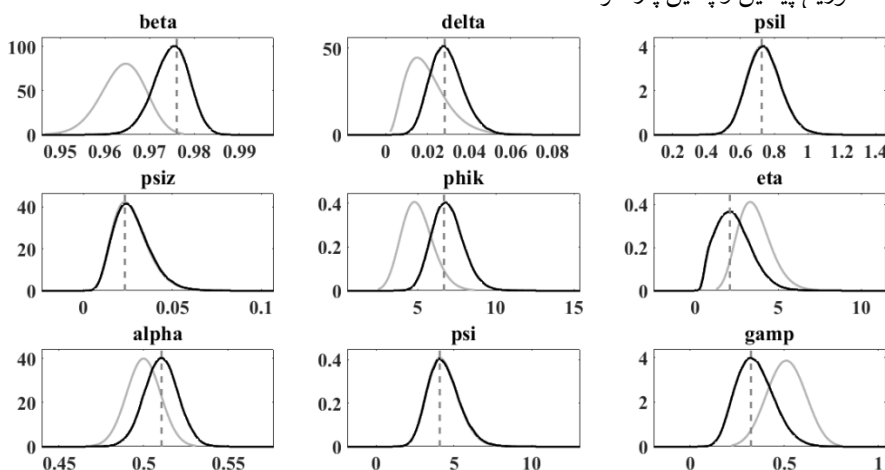 beta delta psil
100 50 0 0 4 2 0
50
0.95 0.96 0.97 0.98 0.99 0 0.02 0.04 0.06 0.08 0.2 0.4 0.6 0.8 1 1.2 1.4
psiz phik eta
40 20 0 0.4 0.2 0 0.4 0.2 0
0 0.05 0.1 5 10 15 0 5 10
alpha psi gamp
40 20 0 0.4 0.2 0 4 2 0
0.45 0.5 0.55 0 5 10 0 0.5 1